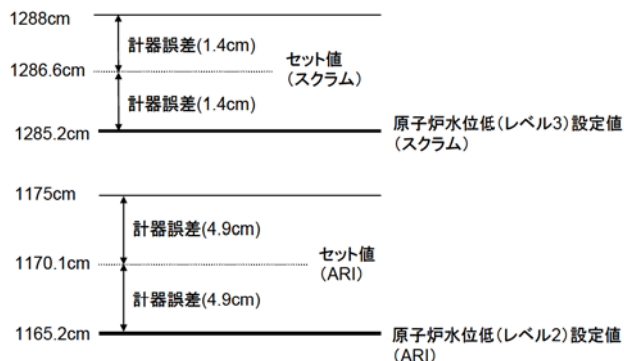 1288cm
計器誤差(1.4cm)
1286.6cm
セット値
(スクラム)
計器誤差(1.4cm)
1285.2cm
原子炉水位低(レベル3)設定値
(スクラム)
1175cm
計器誤差(4.9cm)
1170.1cm
セット値
(ARI)
計器誤差(4.9cm)
1165.2cm
原子炉水位低(レベル2)設定値
(ARI)